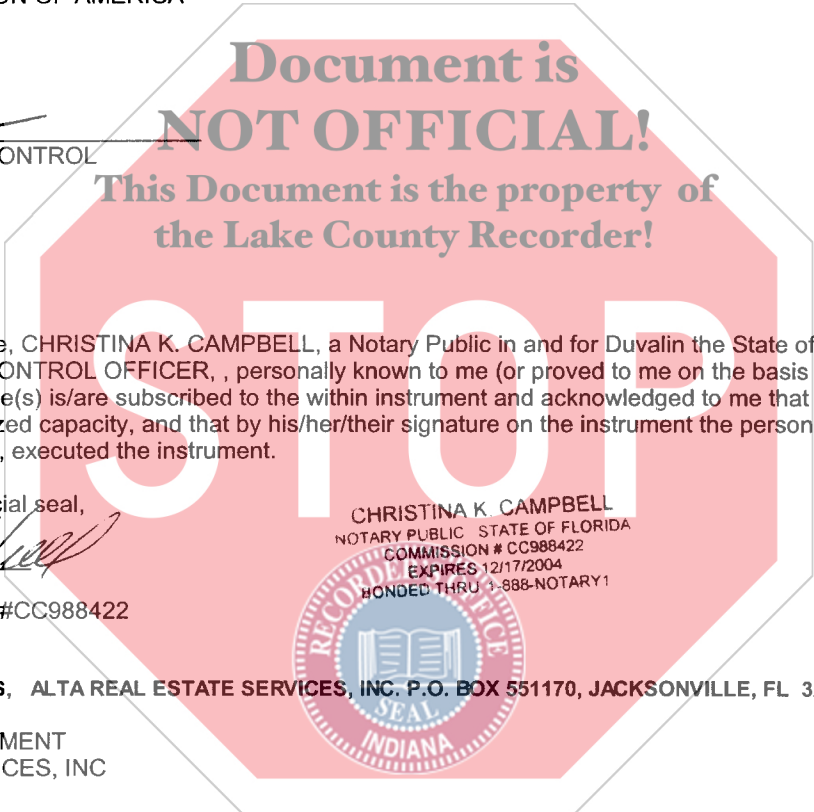 ON OF AMERICA
Document is
NOT OFFICIAL!
ONTROL
This Document is the property of
the Lake County Recorder!
STOP
e, CHRISTINA K. CAMPBELL, a Notary Public in and for Duvalin the State of
ONTROL OFFICER, , personally known to me (or proved to me on the basis
e(s) is/are subscribed to the within instrument and acknowledged to me that
zed capacity, and that by his/her/their signature on the instrument the person
, executed the instrument.
cial seal,
CHRISTINA K. CAMPBELL
NOTARY PUBLIC STATE OF FLORIDA
COMMISSION # CC988422
EXPIRES 12/17/2004
BONDED THRU 1-888-NOTARY1
#CC988422
RECORDER'S OFFICE
SEAL
INDIANA
S, ALTA REAL ESTATE SERVICES, INC. P.O. BOX 551170, JACKSONVILLE, FL 3
MENT
CES, INC